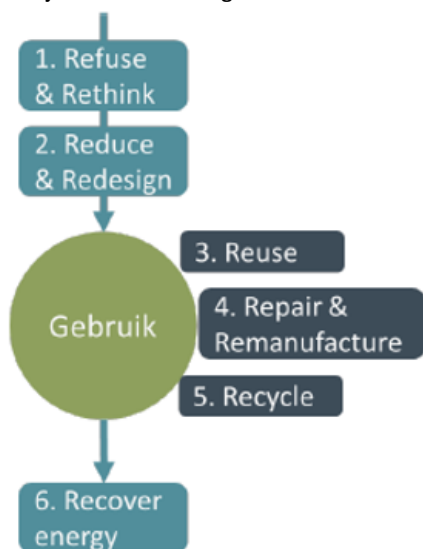 1. Refuse
& Rethink
2. Reduce
& Redesign
3. Reuse
Gebruik
4. Repair &
Remanufacture
5. Recycle
6. Recover
energy